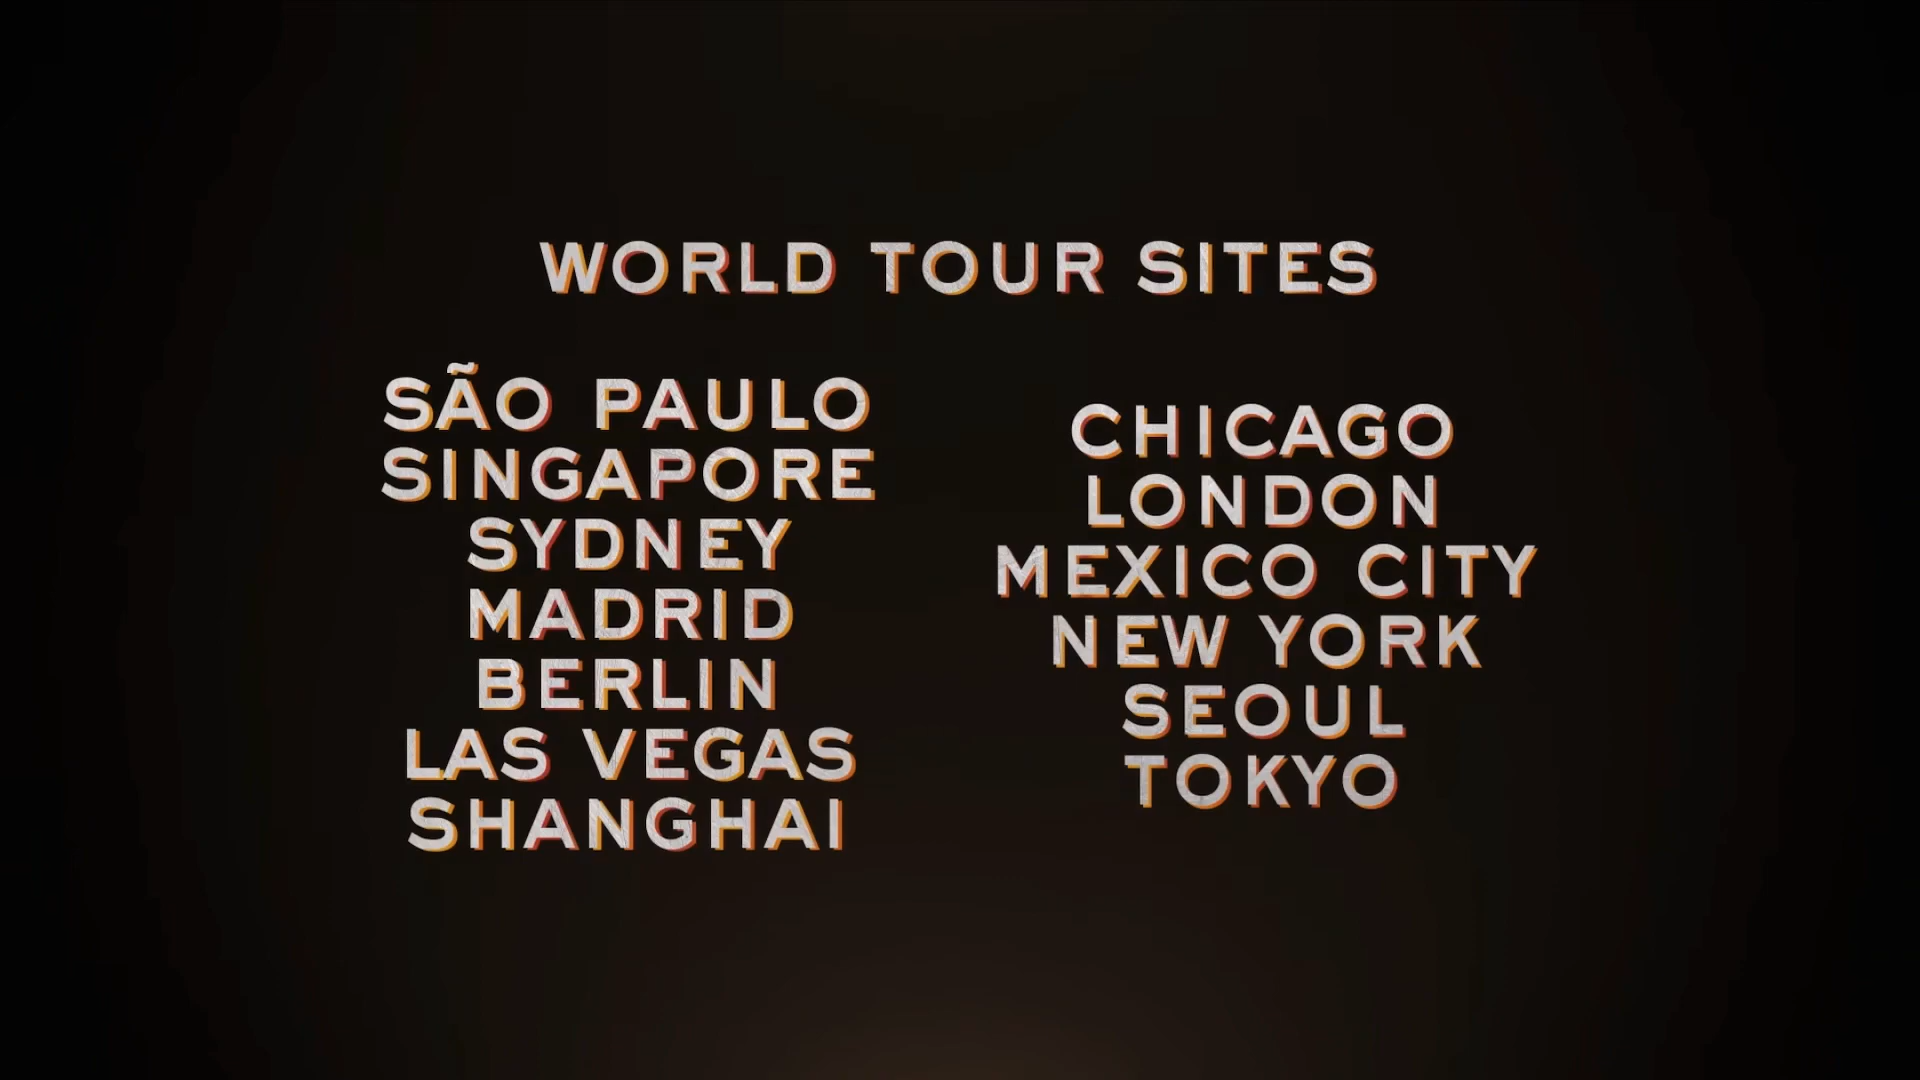 WORLD TOUR SITES
SÃO PAULO
SINGAPORE
SYDNEY
MADRID
BERLIN
LAS VEGAS
SHANGHAI
CHICAGO
LONDON
MEXICO CITY
NEW YORK
SEOUL
TOKYO